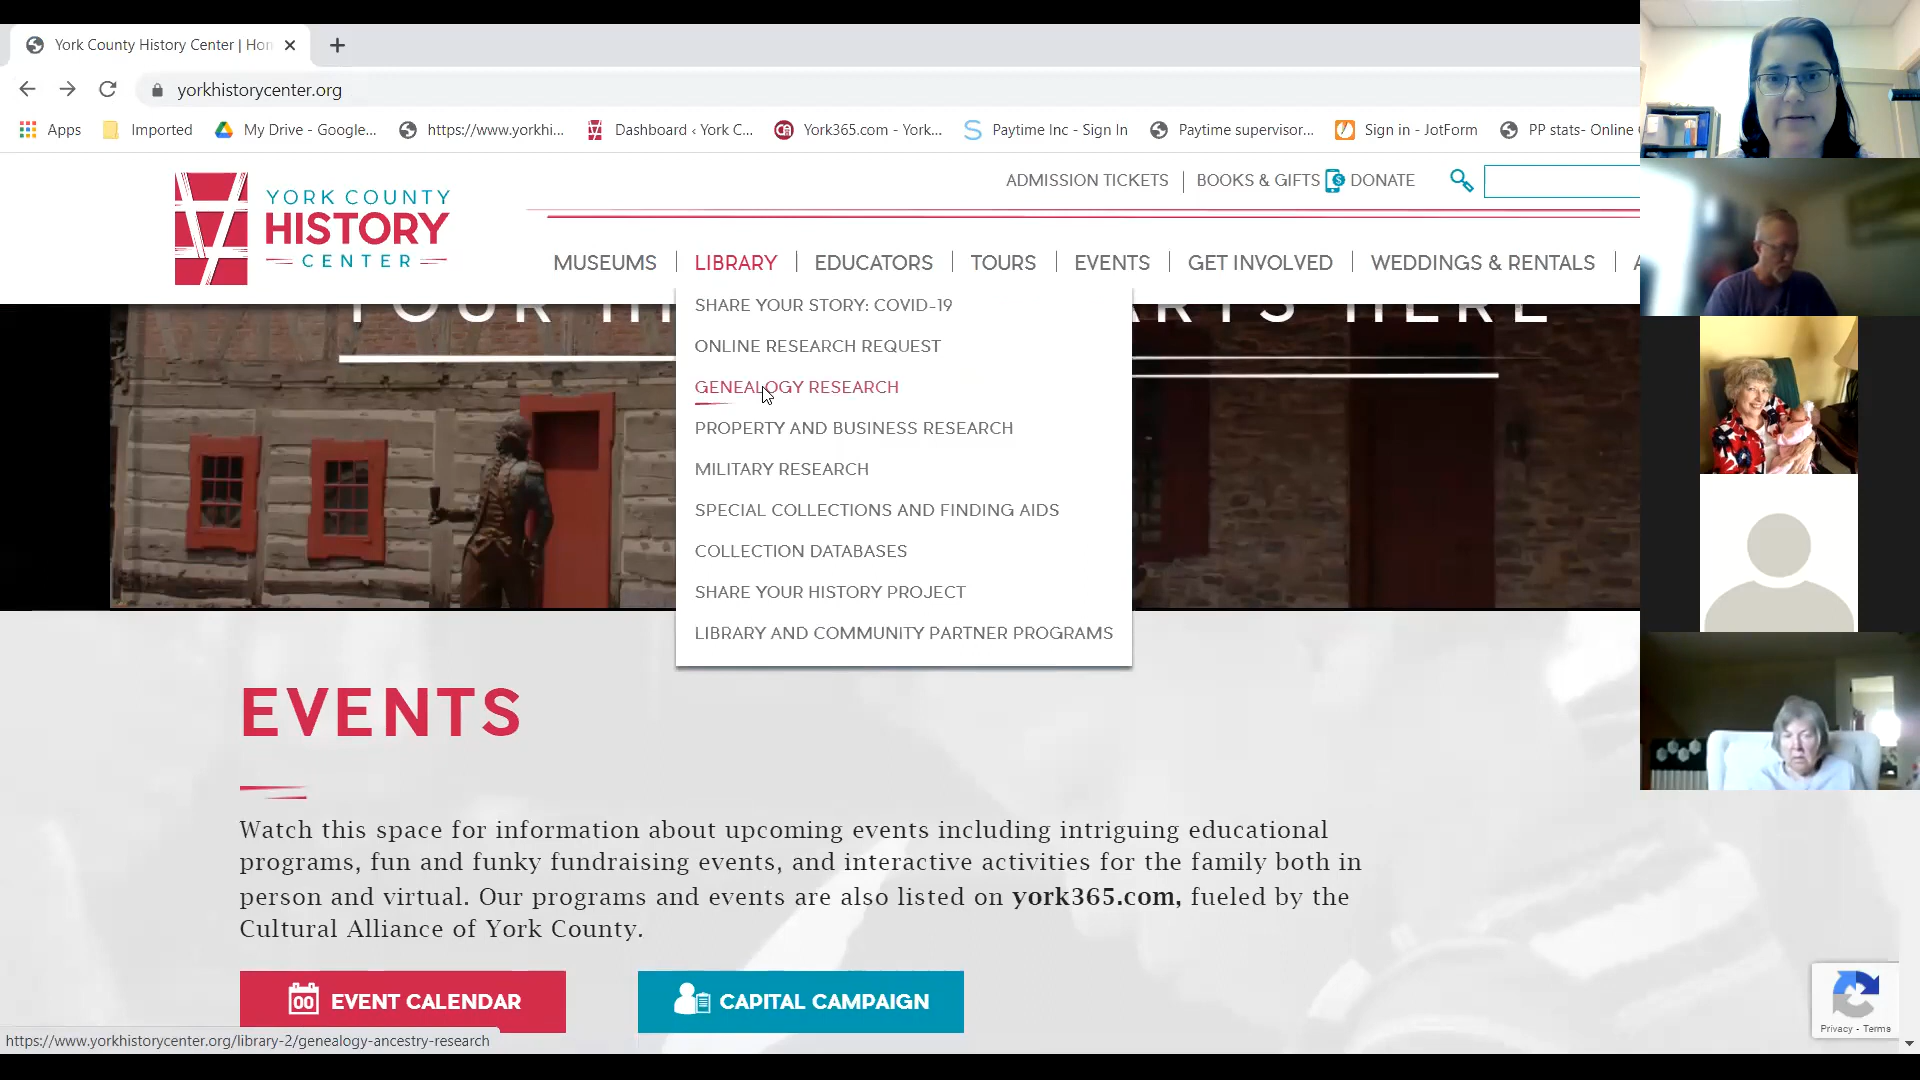 York County History Center | Hon
yorkhistorycenter.org
Apps
Imported
My Drive - Google...
https://www.yorkhi...
Dashboard ‹ York C...
York365.com - York...
Paytime Inc - Sign In
Paytime supervisor...
Sign in - JotForm
PP stats- Online
ADMISSION TICKETS
BOOKS & GIFTS
DONATE
YORK COUNTY
HISTORY
CENTER
MUSEUMS
LIBRARY
EDUCATORS
TOURS
EVENTS
GET INVOLVED
WEDDINGS & RENTALS
SHARE YOUR STORY: COVID-19
ONLINE RESEARCH REQUEST
GENEALOGY RESEARCH
PROPERTY AND BUSINESS RESEARCH
MILITARY RESEARCH
SPECIAL COLLECTIONS AND FINDING AIDS
COLLECTION DATABASES
SHARE YOUR HISTORY PROJECT
LIBRARY AND COMMUNITY PARTNER PROGRAMS
EVENTS
Watch this space for information about upcoming events including intriguing educational
programs, fun and funky fundraising events, and interactive activities for the family both in
person and virtual. Our programs and events are also listed on york365.com, fueled by the
Cultural Alliance of York County.
EVENT CALENDAR
CAPITAL CAMPAIGN
Privacy - Terms
https://www.yorkhistorycenter.org/library-2/genealogy-ancestry-research